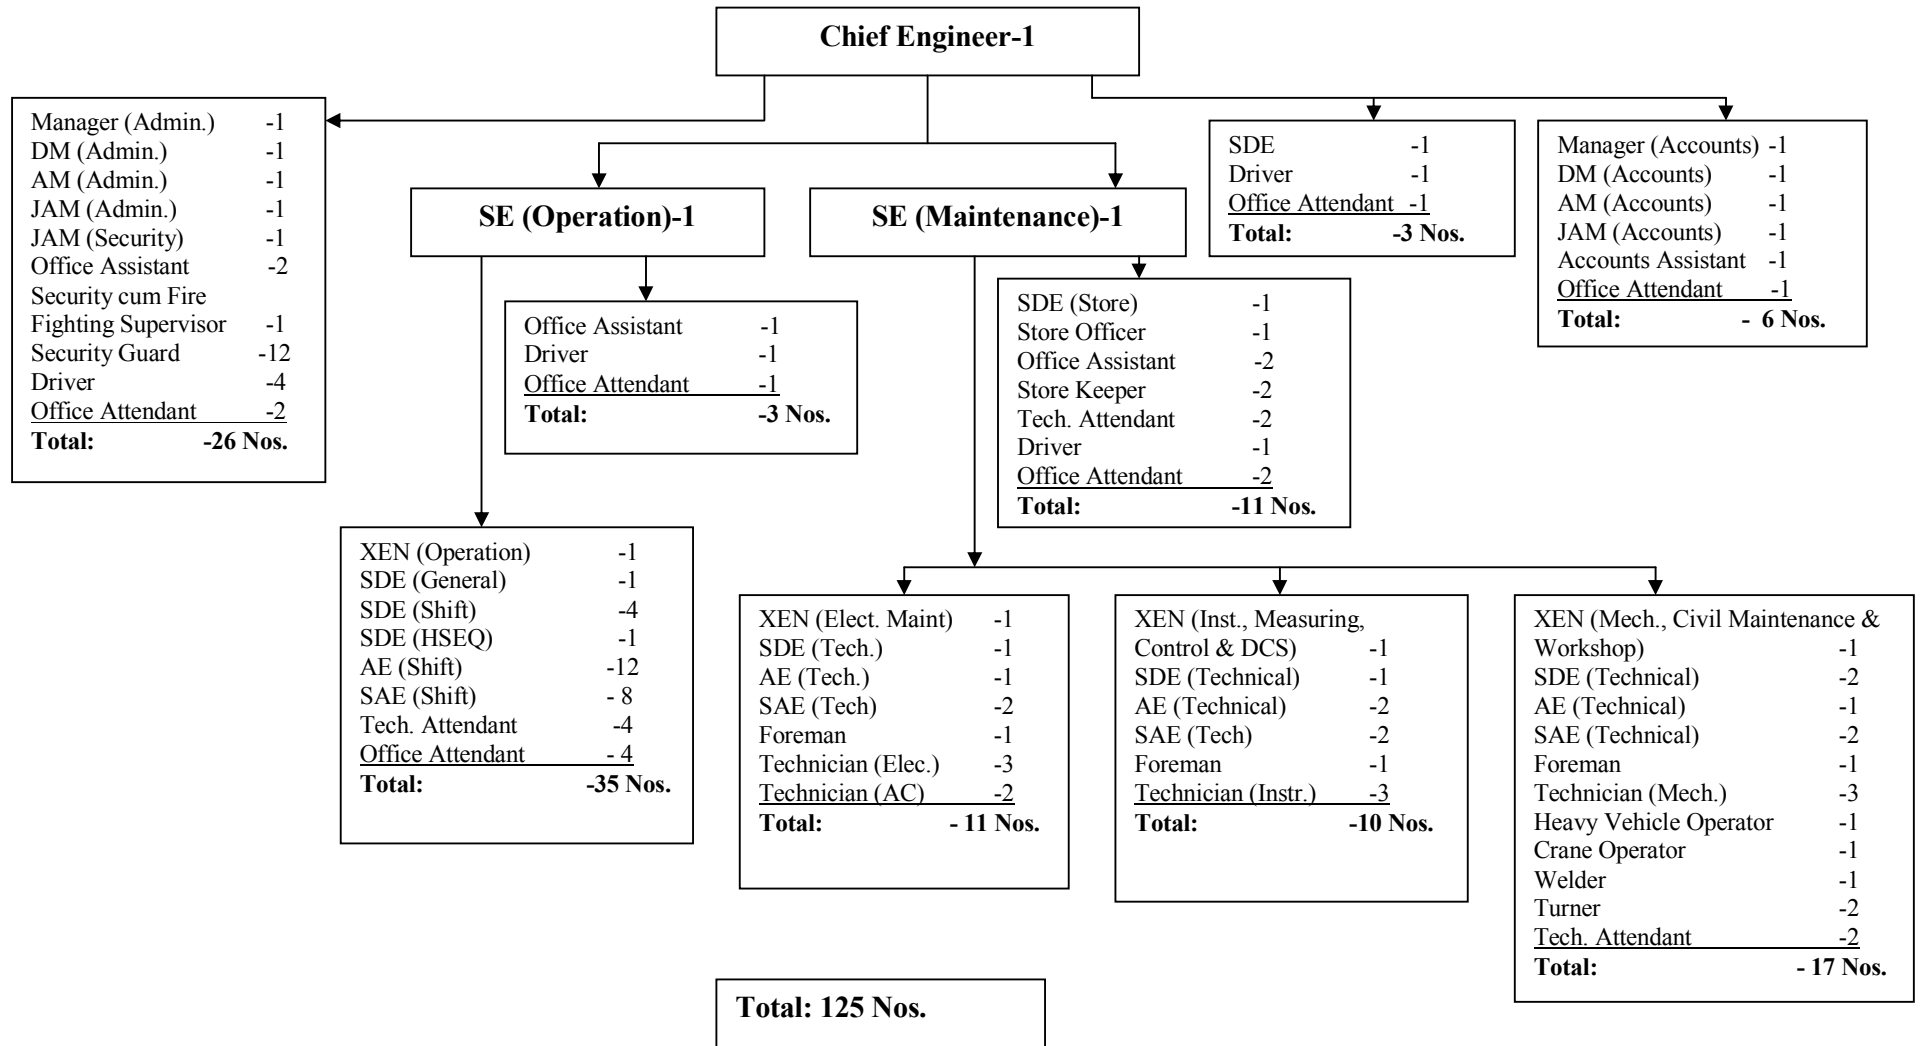 Chief Engineer-1
Manager (Admin.) -1
DM (Admin.) -1
AM (Admin.) -1
JAM (Admin.) -1
JAM (Security) -1
Office Assistant -2
Security cum Fire
Fighting Supervisor -1
Security Guard -12
Driver -4
Office Attendant -2
Total: -26 Nos.
SE (Operation)-1
SE (Maintenance)-1
SDE -1
Driver -1
Office Attendant -1
Total: -3 Nos.
Manager (Accounts) -1
DM (Accounts) -1
AM (Accounts) -1
JAM (Accounts) -1
Accounts Assistant -1
Office Attendant -1
Total: - 6 Nos.
Office Assistant -1
Driver -1
Office Attendant -1
Total: -3 Nos.
SDE (Store) -1
Store Officer -1
Office Assistant -2
Store Keeper -2
Tech. Attendant -2
Driver -1
Office Attendant -2
Total: -11 Nos.
XEN (Operation) -1
SDE (General) -1
SDE (Shift) -4
SDE (HSEQ) -1
AE (Shift) -12
SAE (Shift) - 8
Tech. Attendant -4
Office Attendant - 4
Total: -35 Nos.
XEN (Elect. Maint) -1
SDE (Tech.) -1
AE (Tech.) -1
SAE (Tech) -2
Foreman -1
Technician (Elec.) -3
Technician (AC) -2
Total: - 11 Nos.
XEN (Inst., Measuring,
Control & DCS) -1
SDE (Technical) -1
AE (Technical) -2
SAE (Tech) -2
Foreman -1
Technician (Instr.) -3
Total: -10 Nos.
XEN (Mech., Civil Maintenance &
Workshop) -1
SDE (Technical) -2
AE (Technical) -1
SAE (Technical) -2
Foreman -1
Technician (Mech.) -3
Heavy Vehicle Operator -1
Crane Operator -1
Welder -1
Turner -2
Tech. Attendant -2
Total: - 17 Nos.
Total: 125 Nos.